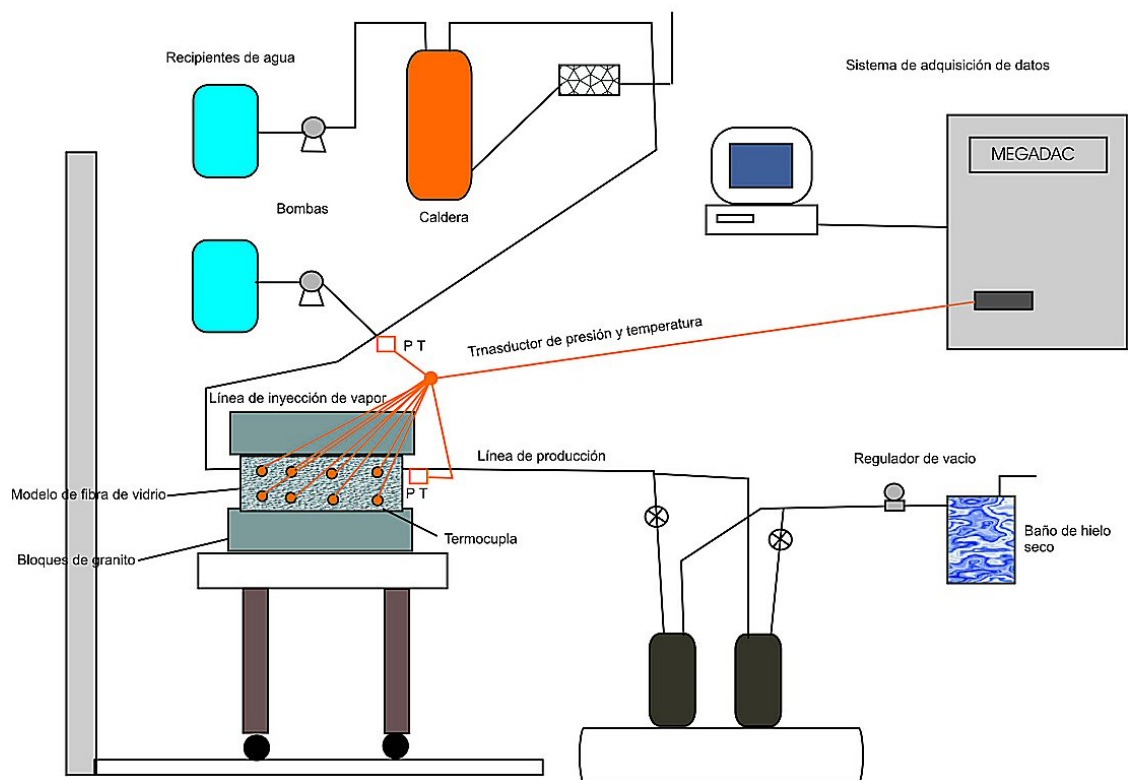 Recipientes de agua
Sistema de adquisición de datos
MEGADAC
Bombas
Caldera
P T
Trnasductor de presión y temperatura
Línea de inyección de vapor
Línea de producción
Regulador de vacio
Modelo de fibra de vidrio
P T
Baño de hielo
seco
Termocupla
Bloques de granito